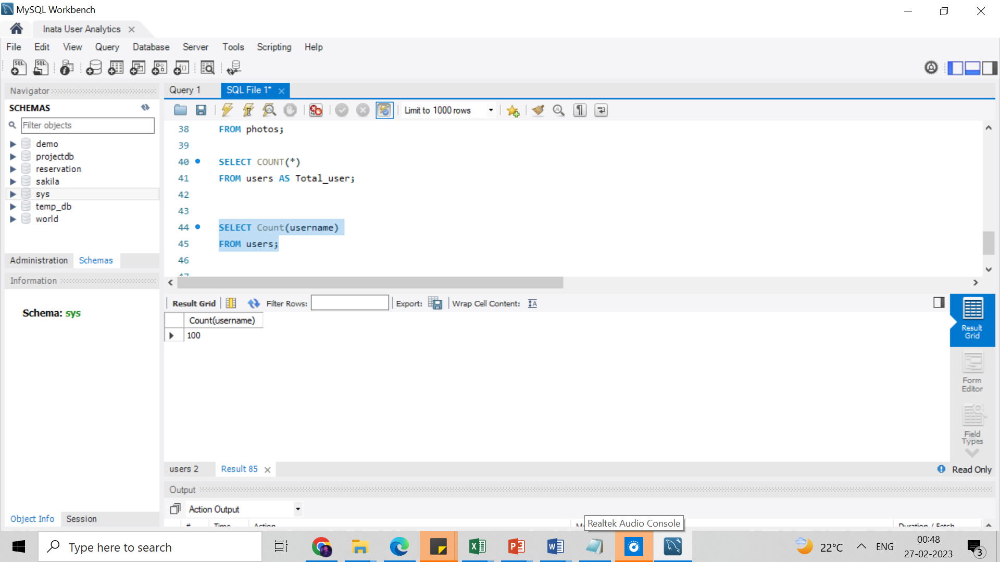 MySQL Workbench
Inata User Analytics
File Edit View Query Database Server Tools Scripting Help
Navigator
SCHEMAS
Filter objects
demo
projectdb
reservation
sakila
sys
temp_db
world
Administration Schemas
Information
Schema: sys
Object Info Session
Query 1 SQL File 1*
Limit to 1000 rows
38 FROM photos;
39
40 SELECT COUNT(*)
41 FROM users AS Total_user;
42
43
44 SELECT Count(username)
45 FROM users;
46
47
Result Grid Filter Rows: Export: Wrap Cell Content:
Count(username)
100
Result
Grid
Form
Editor
Field
Types
users 2 Result 85
Read Only
Output
Action Output
# Time Action Duration / Fetch
Realtek Audio Console
Type here to search
22°C ENG
00:48
27-02-2023
3